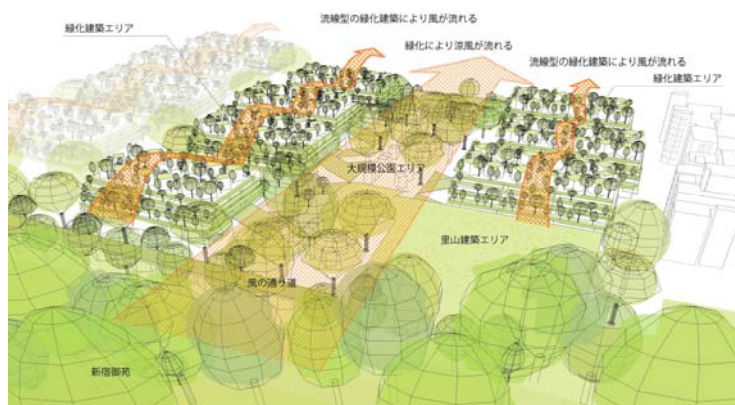 流線型の緑化建築により風が流れる
緑化建築エリア
緑化により涼風が流れる
流線型の緑化建築により風が流れる
緑化建築エリア
大規模公園エリア
里山建築エリア
風の通り道
新宿御苑